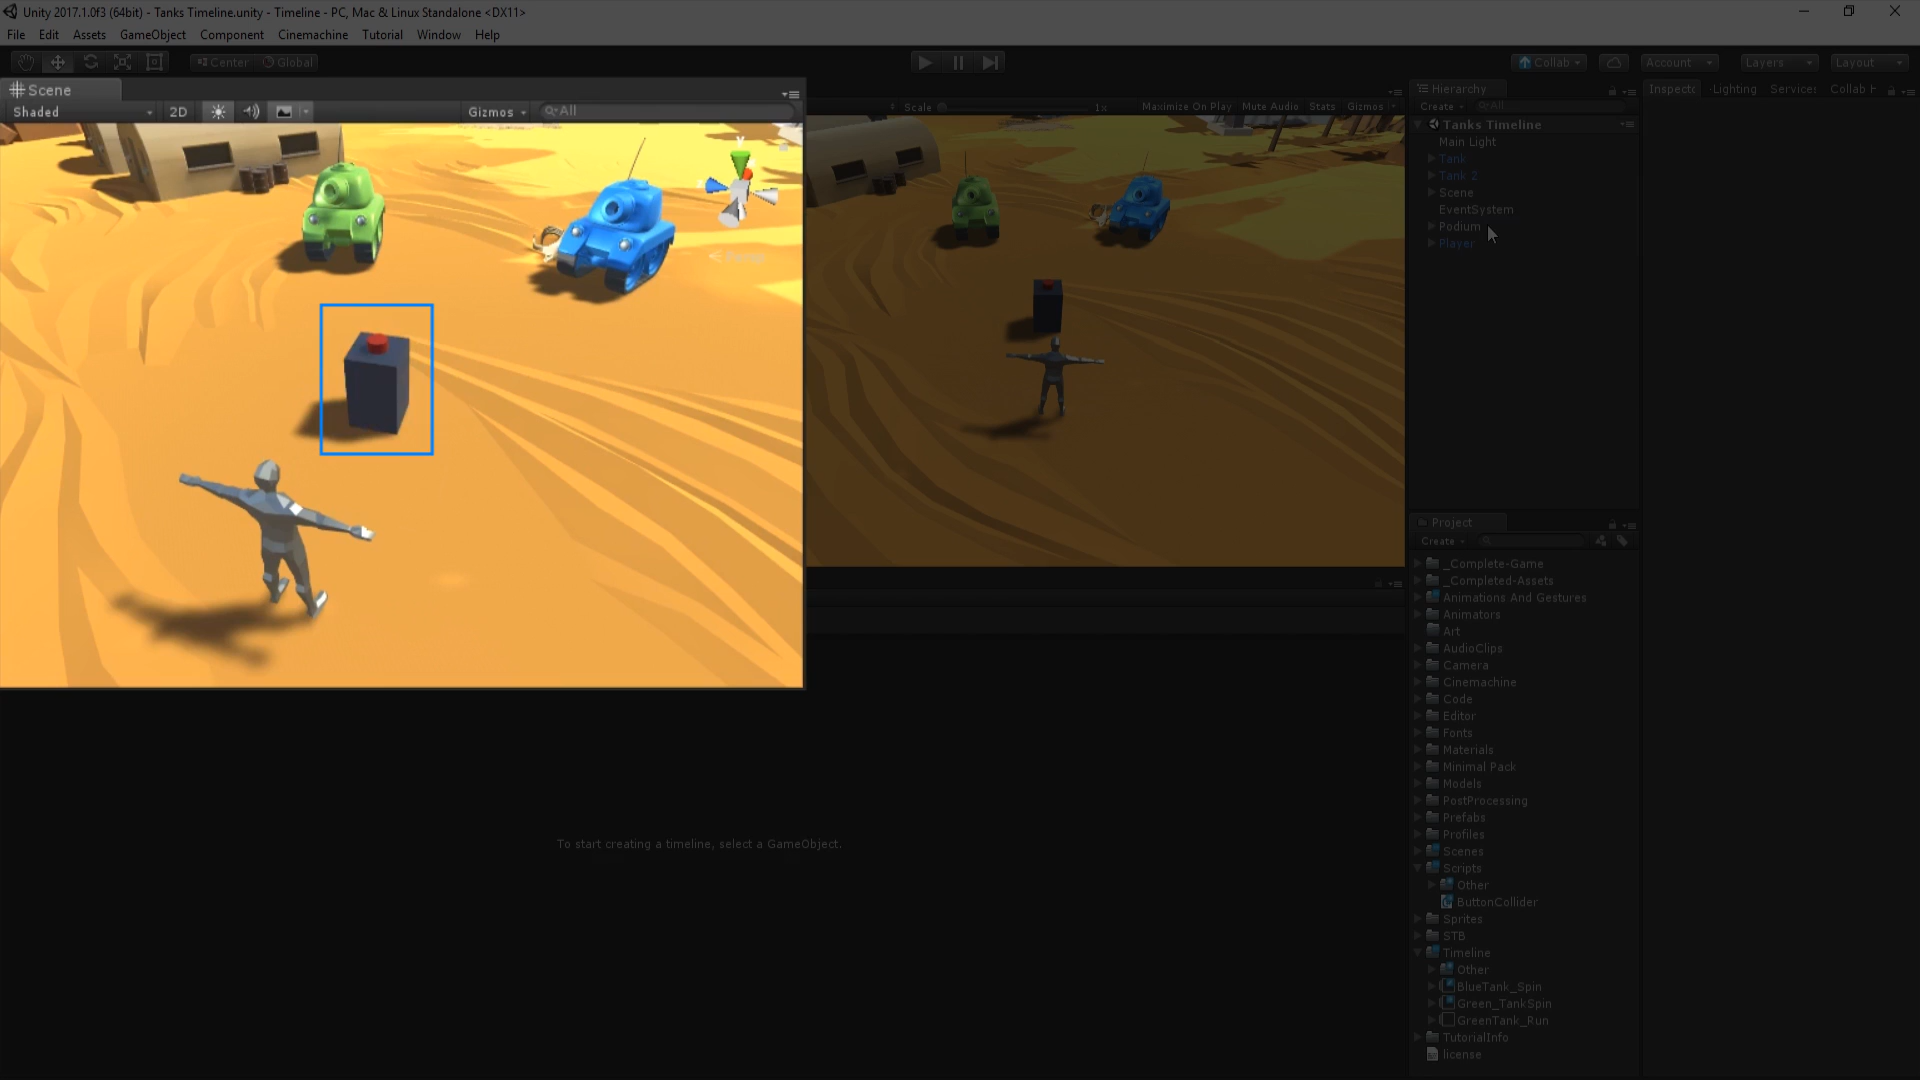 Unity 2017.1.0f3 (64bit) - Tanks Timeline.unity - Timeline - PC, Mac & Linux Standalone <DX11>
File Edit Assets GameObject Component Cinemachine Tutorial Window Help
Center Global Collab Account Layers Layout
Scene
Shaded 2D Gizmos All
Scale 1x Maximize On Play Mute Audio Stats Gizmos
y
Persp
To start creating a timeline, select a GameObject.
Hierarchy
Create All
Tanks Timeline
Main Light
Tank
Tank 2
Scene
EventSystem
Podium
Player
Project
Create
_Complete-Game
_Completed-Assets
Animations And Gestures
Animators
Art
AudioClips
Camera
Cinemachine
Code
Editor
Fonts
Materials
Minimal Pack
Models
PostProcessing
Prefabs
Profiles
Scenes
Scripts
Other
ButtonCollider
Sprites
STB
Timeline
Other
BlueTank_Spin
Green_TankSpin
GreenTank_Run
TutorialInfo
license
Inspecto Lighting Services Collab H